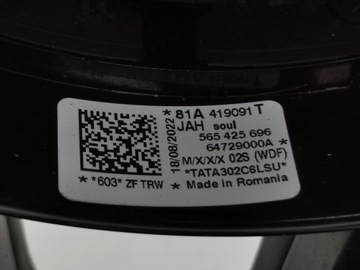 *81A 419091 T
JAH soul
565 425 696
64729000A
M/X/X/X 02S (WDF)
*TATA302C6LSU*
* Made in Romania
18/08/2022
* *603* ZF TRW